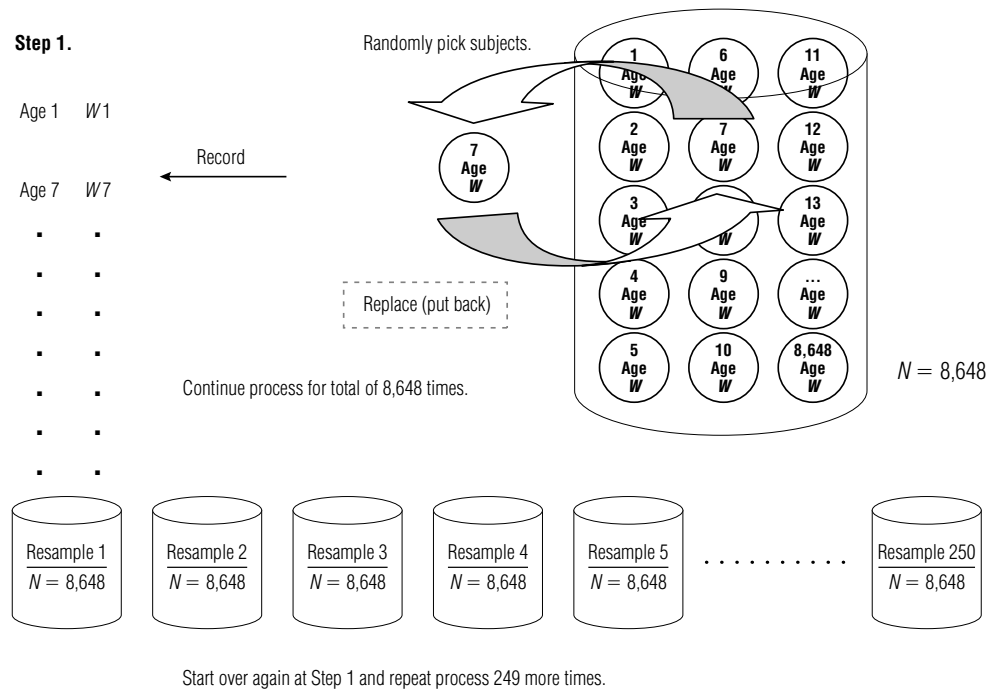 Step 1.
Randomly pick subjects.
Age 1 W1
Record
Age 7 W7
7
Age
W
1
Age
W
6
Age
W
11
Age
W
2
Age
W
7
Age
W
12
Age
W
3
Age
W
W
13
Age
W
4
Age
W
9
Age
W
...
Age
W
5
Age
W
10
Age
W
8,648
Age
W
Replace (put back)
N = 8,648
Continue process for total of 8,648 times.
Resample 1
N = 8,648
Resample 2
N = 8,648
Resample 3
N = 8,648
Resample 4
N = 8,648
Resample 5
N = 8,648
. . . . . . . . . .
Resample 250
N = 8,648
Start over again at Step 1 and repeat process 249 more times.